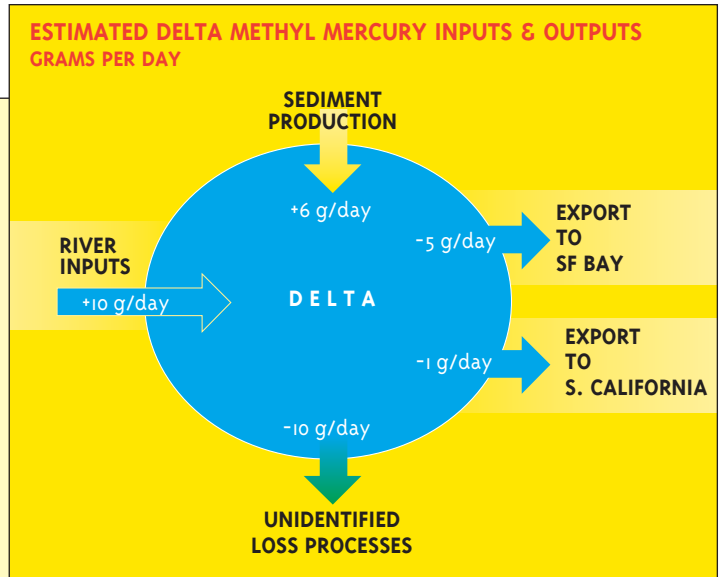 ESTIMATED DELTA METHYL MERCURY INPUTS & OUTPUTS
GRAMS PER DAY
SEDIMENT
PRODUCTION
+6 g/day
-5 g/day
EXPORT
TO
SF BAY
RIVER
INPUTS
+10 g/day
DELTA
EXPORT
TO
S. CALIFORNIA
-1 g/day
-10 g/day
UNIDENTIFIED
LOSS PROCESSES